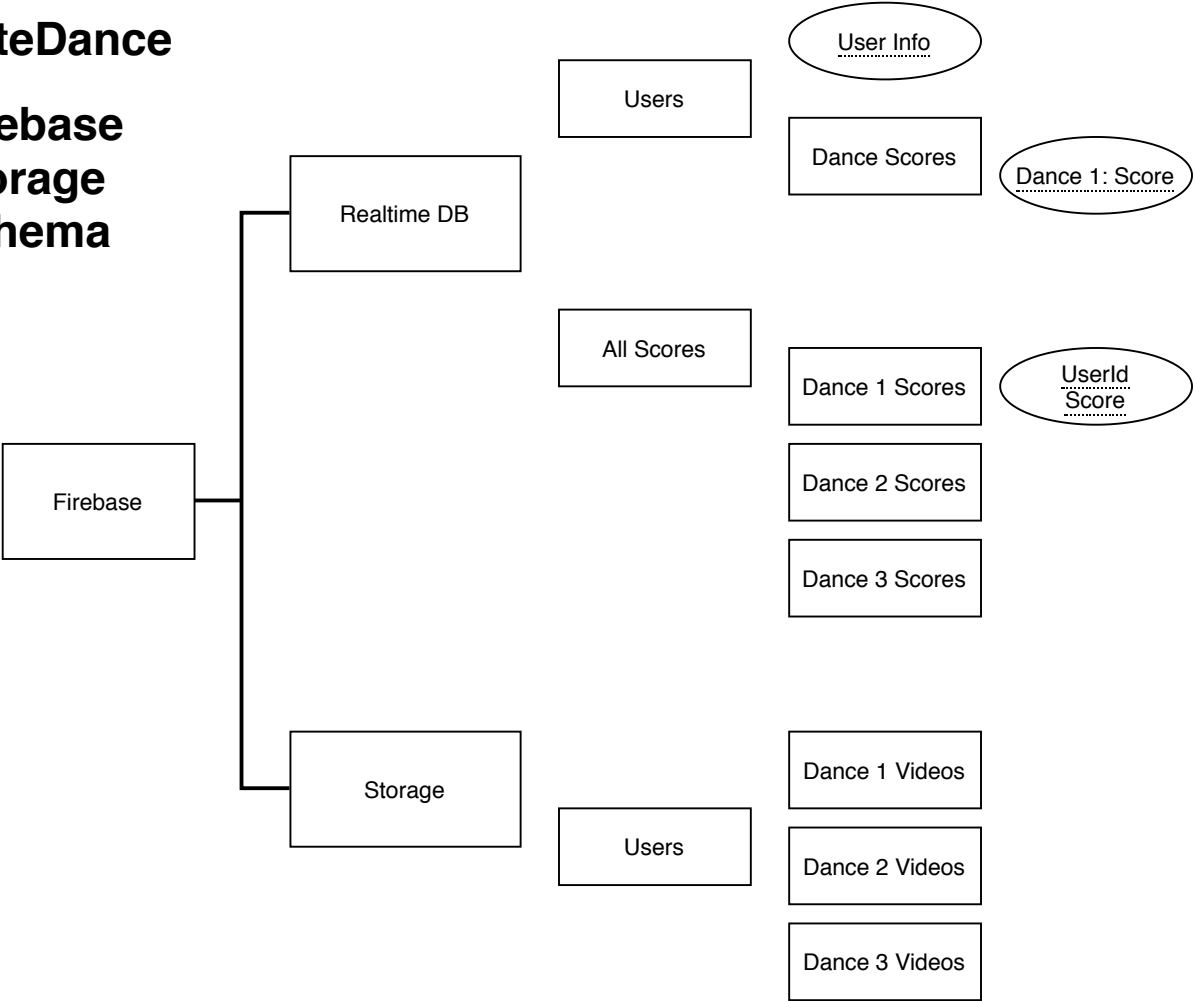 teDance
ebase
orage
hema
User Info
Users
Dance Scores
Dance 1: Score
Realtime DB
All Scores
Dance 1 Scores
UserId
Score
Dance 2 Scores
Firebase
Dance 3 Scores
Dance 1 Videos
Storage
Users
Dance 2 Videos
Dance 3 Videos